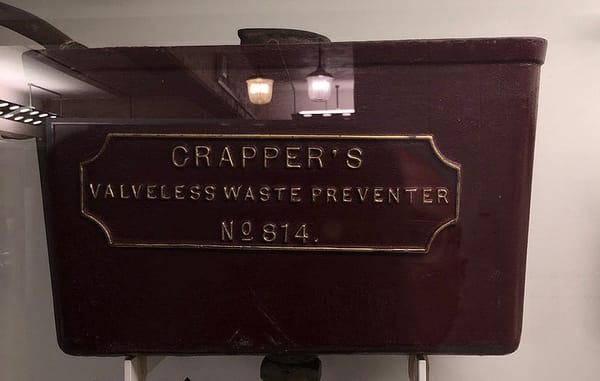 CRAPPER'S
VALVELESS WASTE PREVENTER
Nº 814.